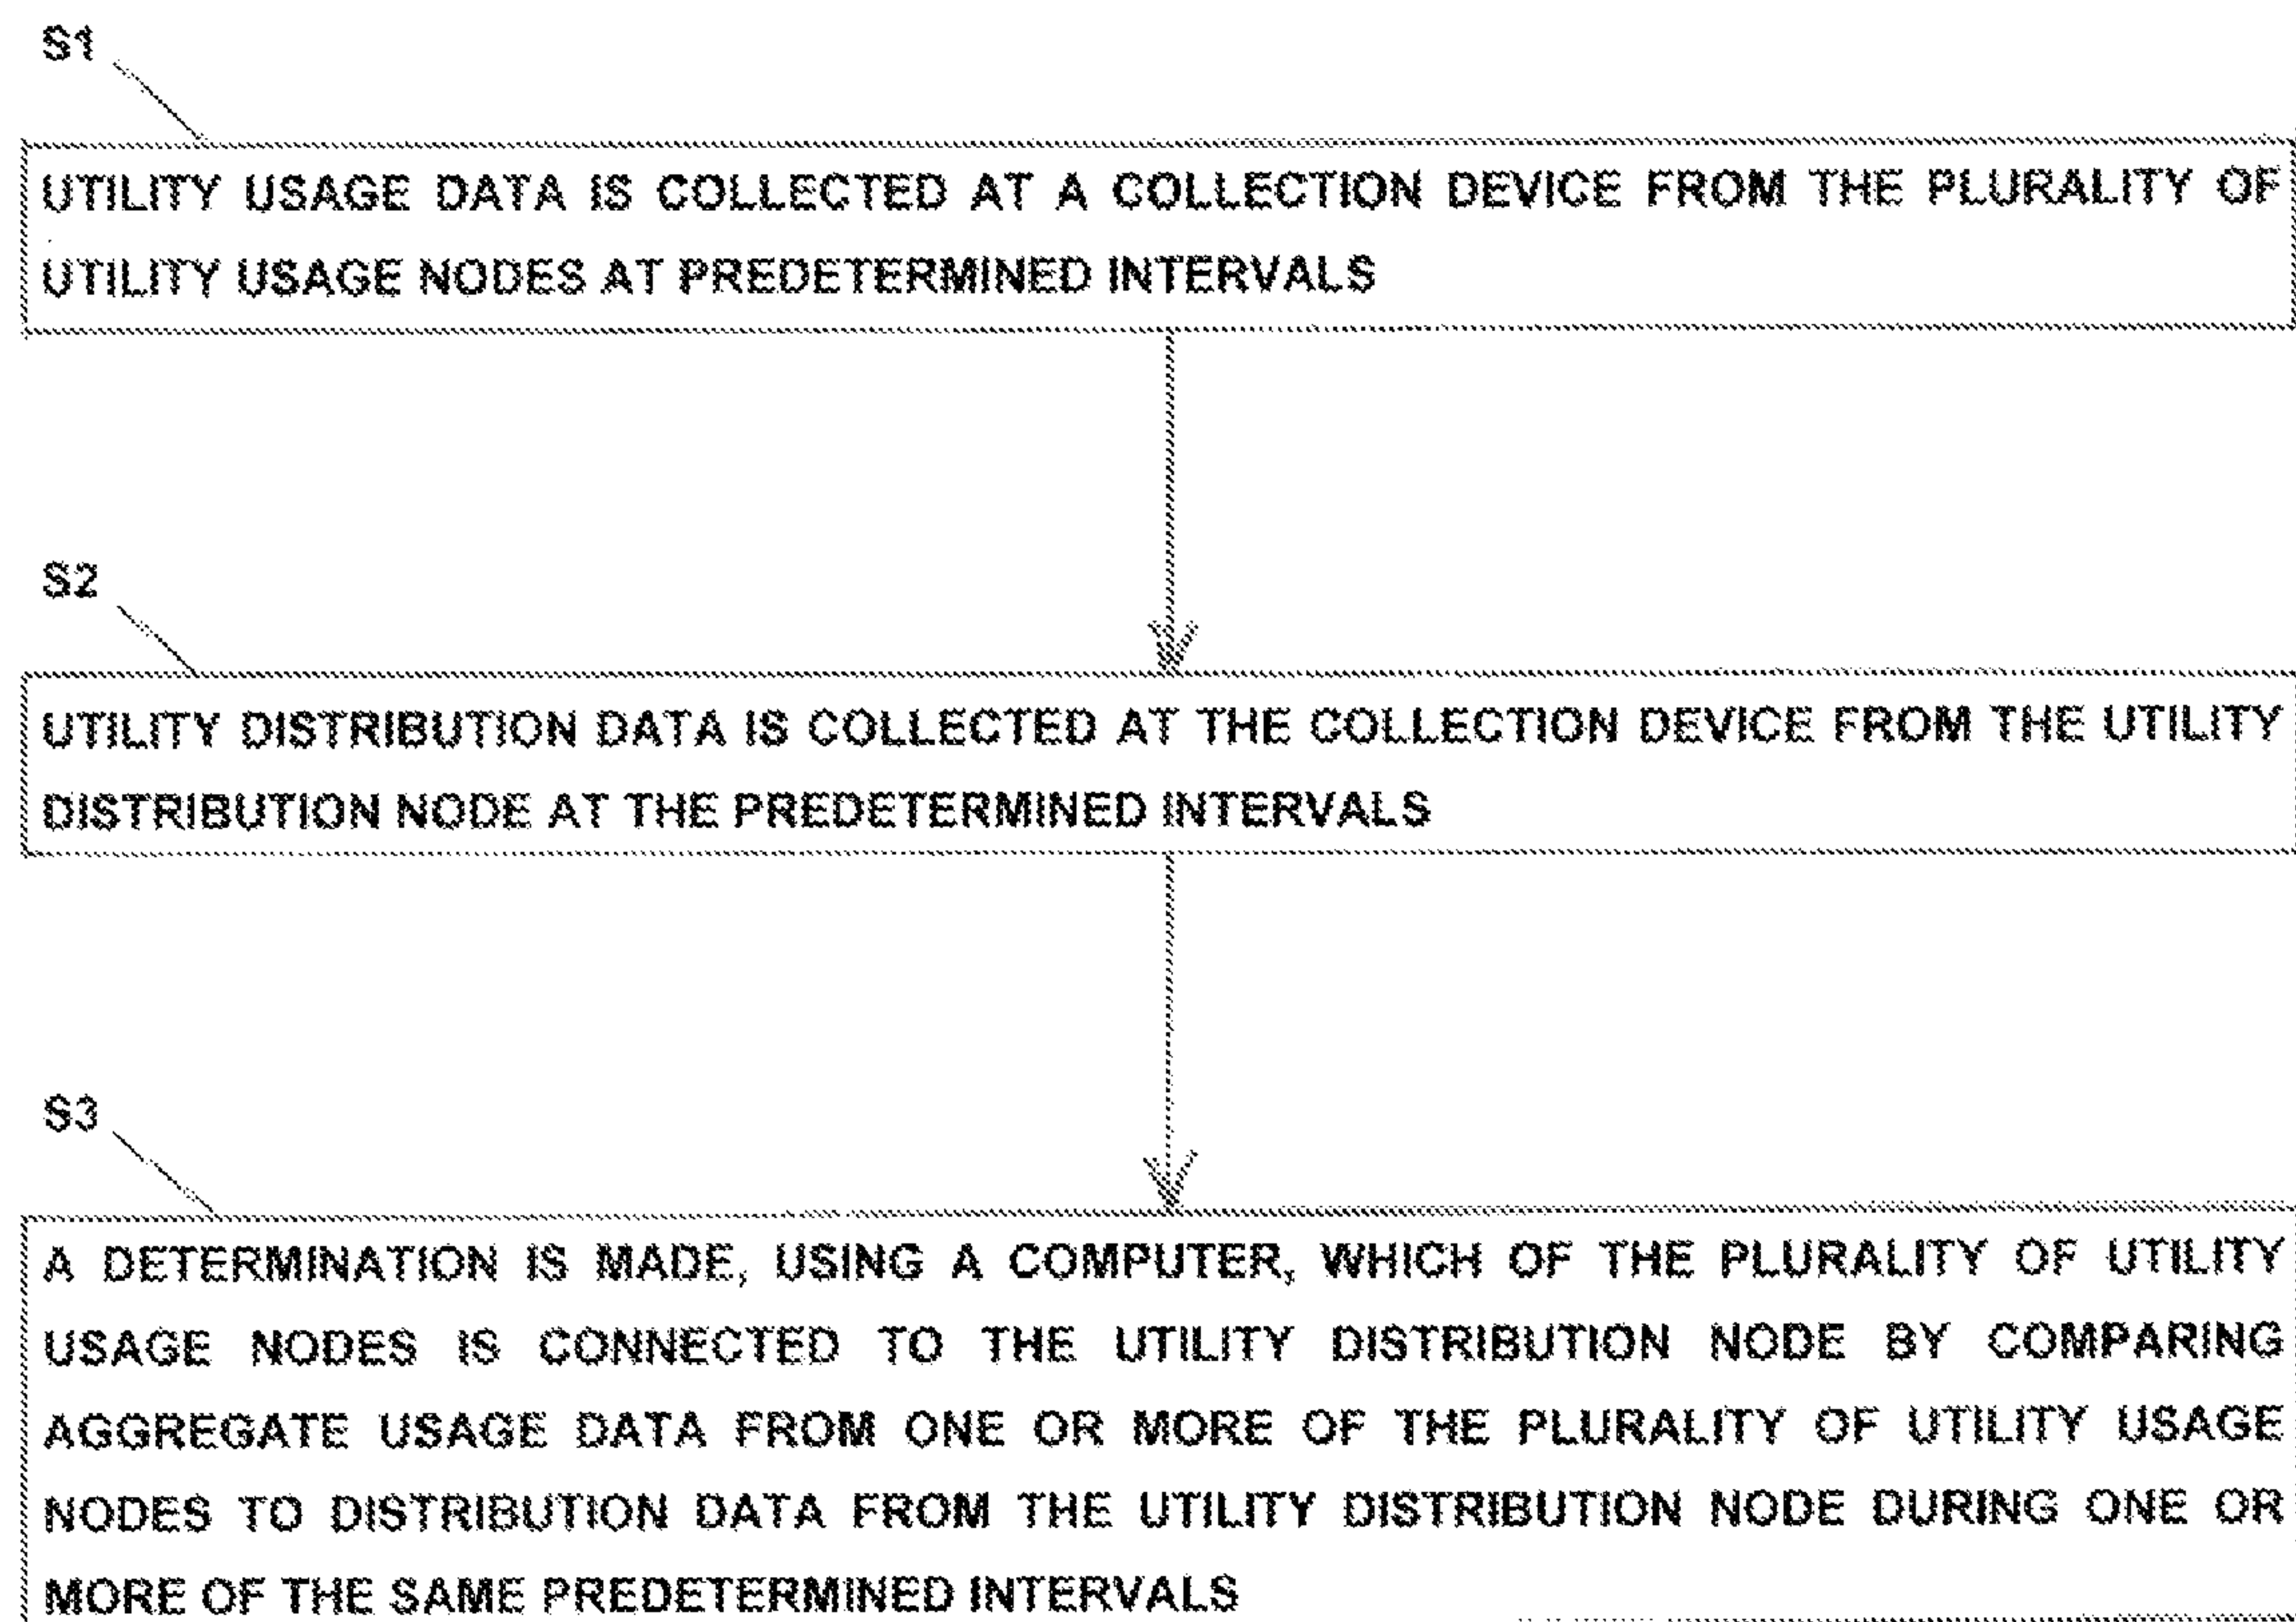 S1
UTILITY USAGE DATA IS COLLECTED AT A COLLECTION DEVICE FROM THE PLURALITY OF
UTILITY USAGE NODES AT PREDETERMINED INTERVALS
S2
UTILITY DISTRIBUTION DATA IS COLLECTED AT THE COLLECTION DEVICE FROM THE UTILITY
DISTRIBUTION NODE AT THE PREDETERMINED INTERVALS
S3
A DETERMINATION IS MADE, USING A COMPUTER, WHICH OF THE PLURALITY OF UTILITY
USAGE NODES IS CONNECTED TO THE UTILITY DISTRIBUTION NODE BY COMPARING
AGGREGATE USAGE DATA FROM ONE OR MORE OF THE PLURALITY OF UTILITY USAGE
NODES TO DISTRIBUTION DATA FROM THE UTILITY DISTRIBUTION NODE DURING ONE OR
MORE OF THE SAME PREDETERMINED INTERVALS